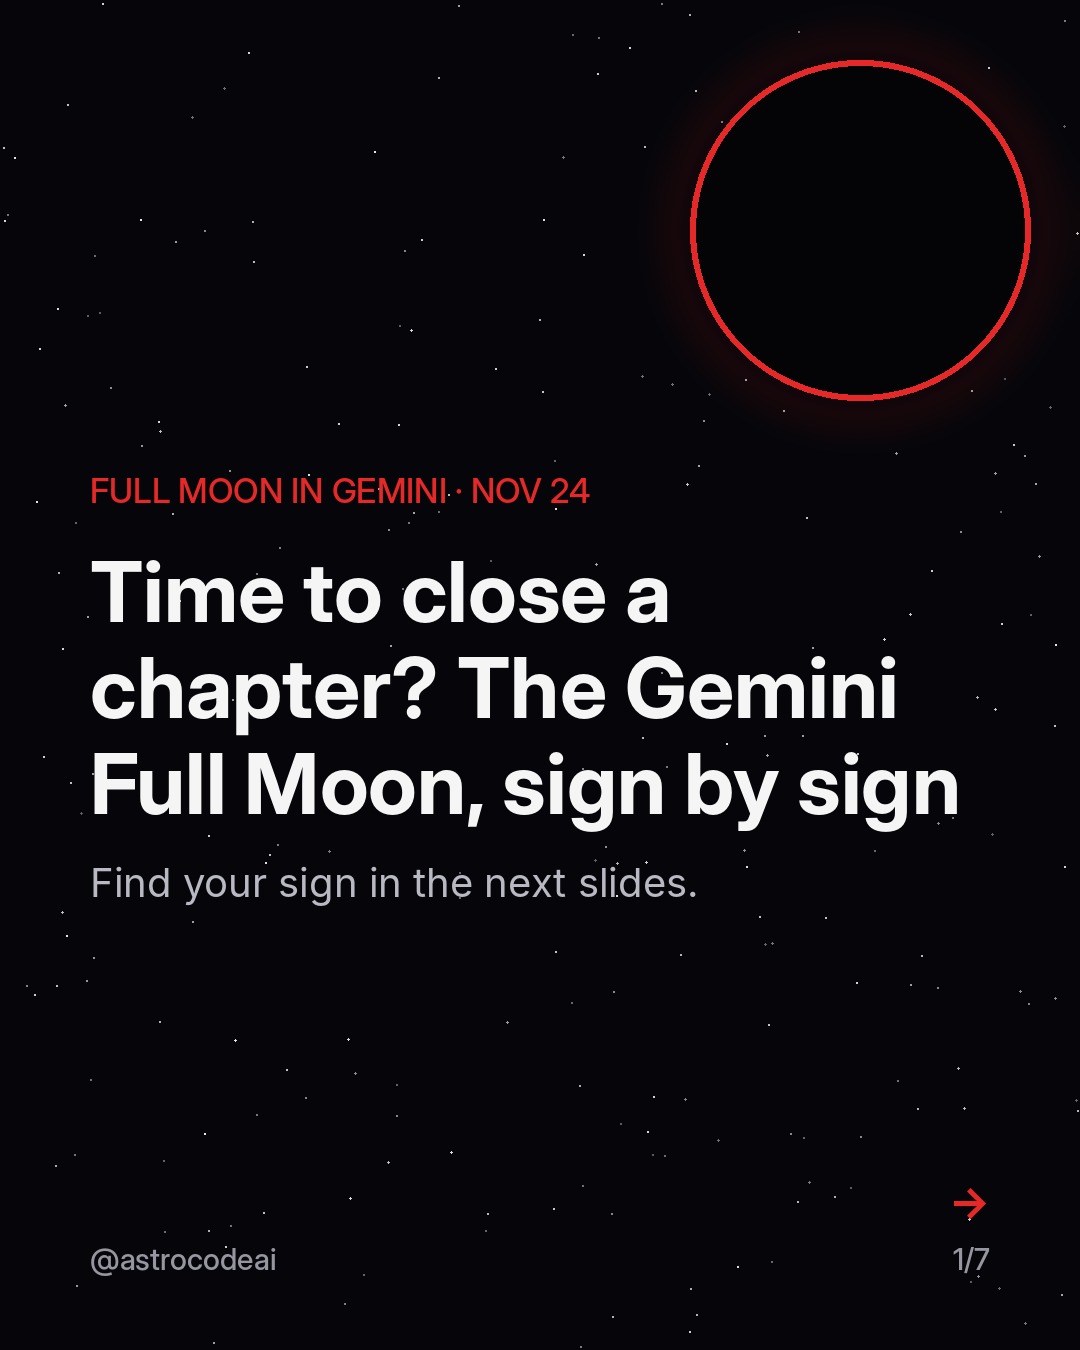 FULL MOON IN GEMINI · NOV 24
Time to close a
chapter? The Gemini
Full Moon, sign by sign
Find your sign in the next slides.
→
@astrocodeai
1/7